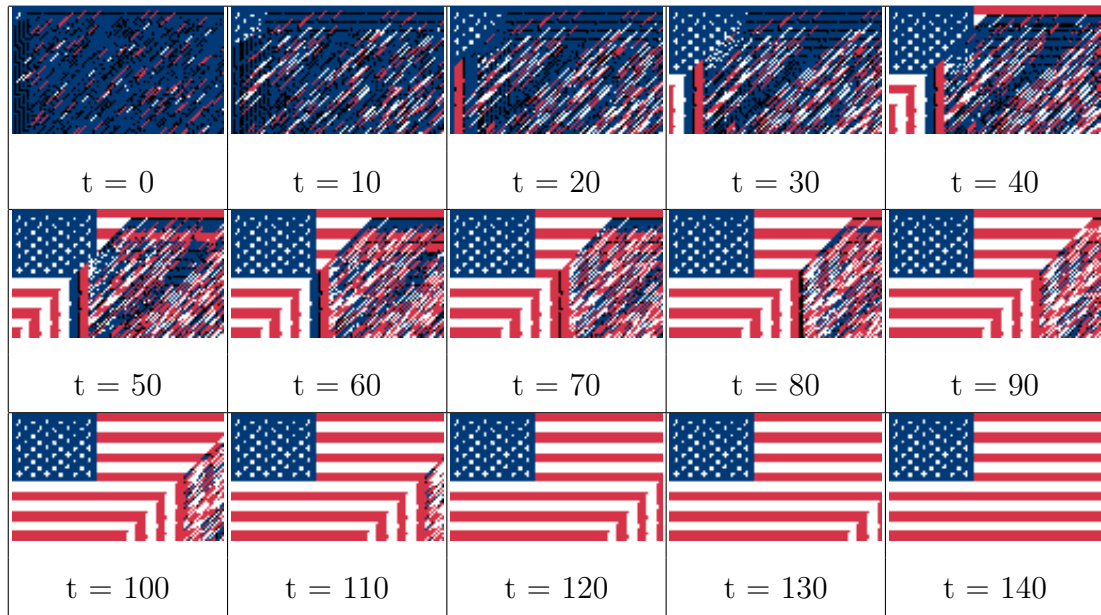 t = 0 t = 10 t = 20 t = 30 t = 40
t = 50 t = 60 t = 70 t = 80 t = 90
t = 100 t = 110 t = 120 t = 130 t = 140